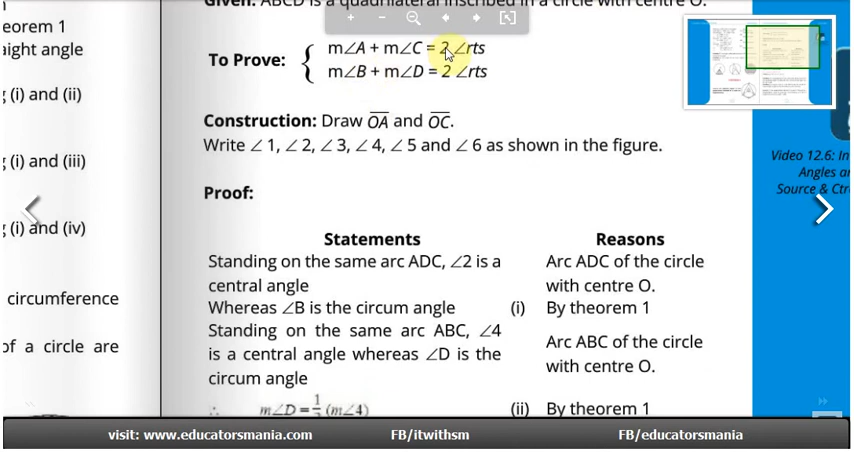 Given: ABCD is a quadrilateral inscribed in a circle with centre O.
eorem 1
aight angle
To Prove: { m∠A + m∠C = 2 ∠rts
m∠B + m∠D = 2 ∠rts
(i) and (ii)
Construction: Draw OA and OC.
Write ∠ 1, ∠ 2, ∠ 3, ∠ 4, ∠ 5 and ∠ 6 as shown in the figure.
(i) and (iii)
Video 12.6: In
Angles ar
Source & Ctr
Proof:
(i) and (iv)
Statements Reasons
Standing on the same arc ADC, ∠2 is a Arc ADC of the circle
central angle with centre O.
circumference
Whereas ∠B is the circum angle (i) By theorem 1
Standing on the same arc ABC, ∠4
Arc ABC of the circle
of a circle are
is a central angle whereas ∠D is the
with centre O.
circum angle
∴ m∠D = 1/2 (m∠4) (ii) By theorem 1
visit: www.educatorsmania.com FB/itwithsm FB/educatorsmania